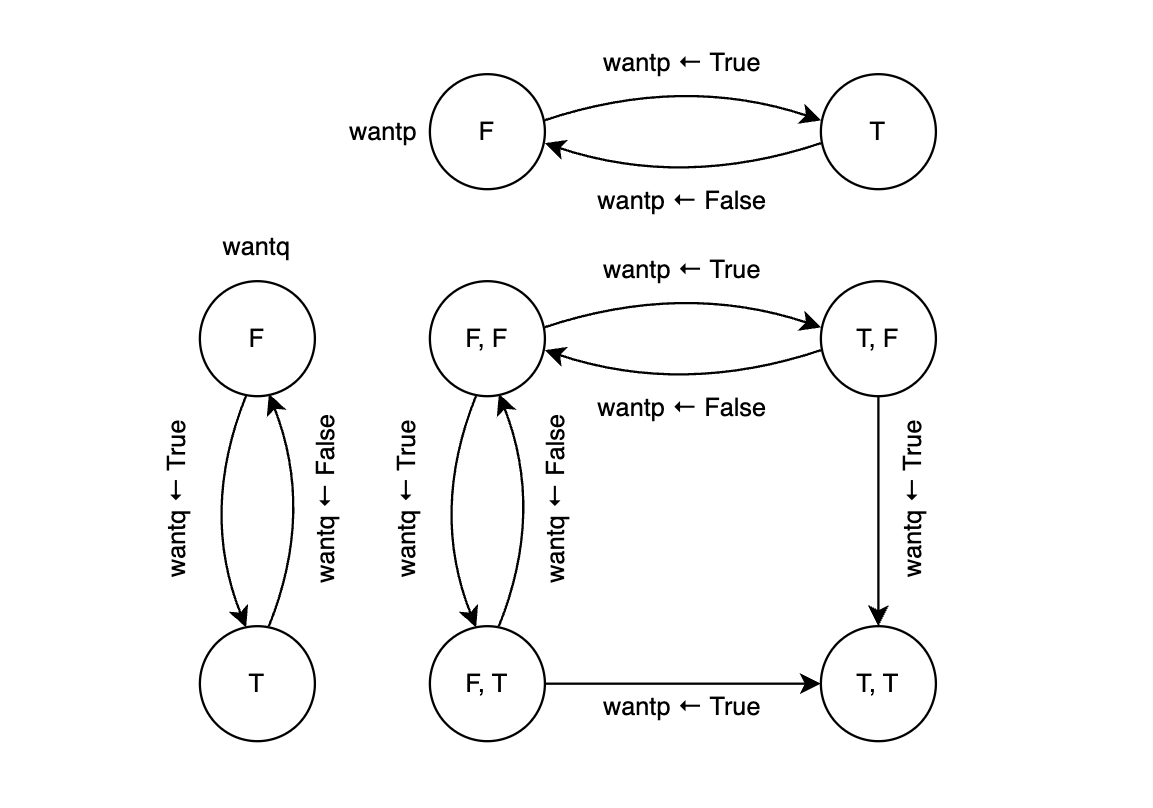 wantp ← True
wantp
F
T
wantp ← False
wantq
wantp ← True
F
F, F
T, F
wantp ← False
wantq ← True
wantq ← False
wantq ← True
wantq ← False
wantq ← True
T
F, T
T, T
wantp ← True